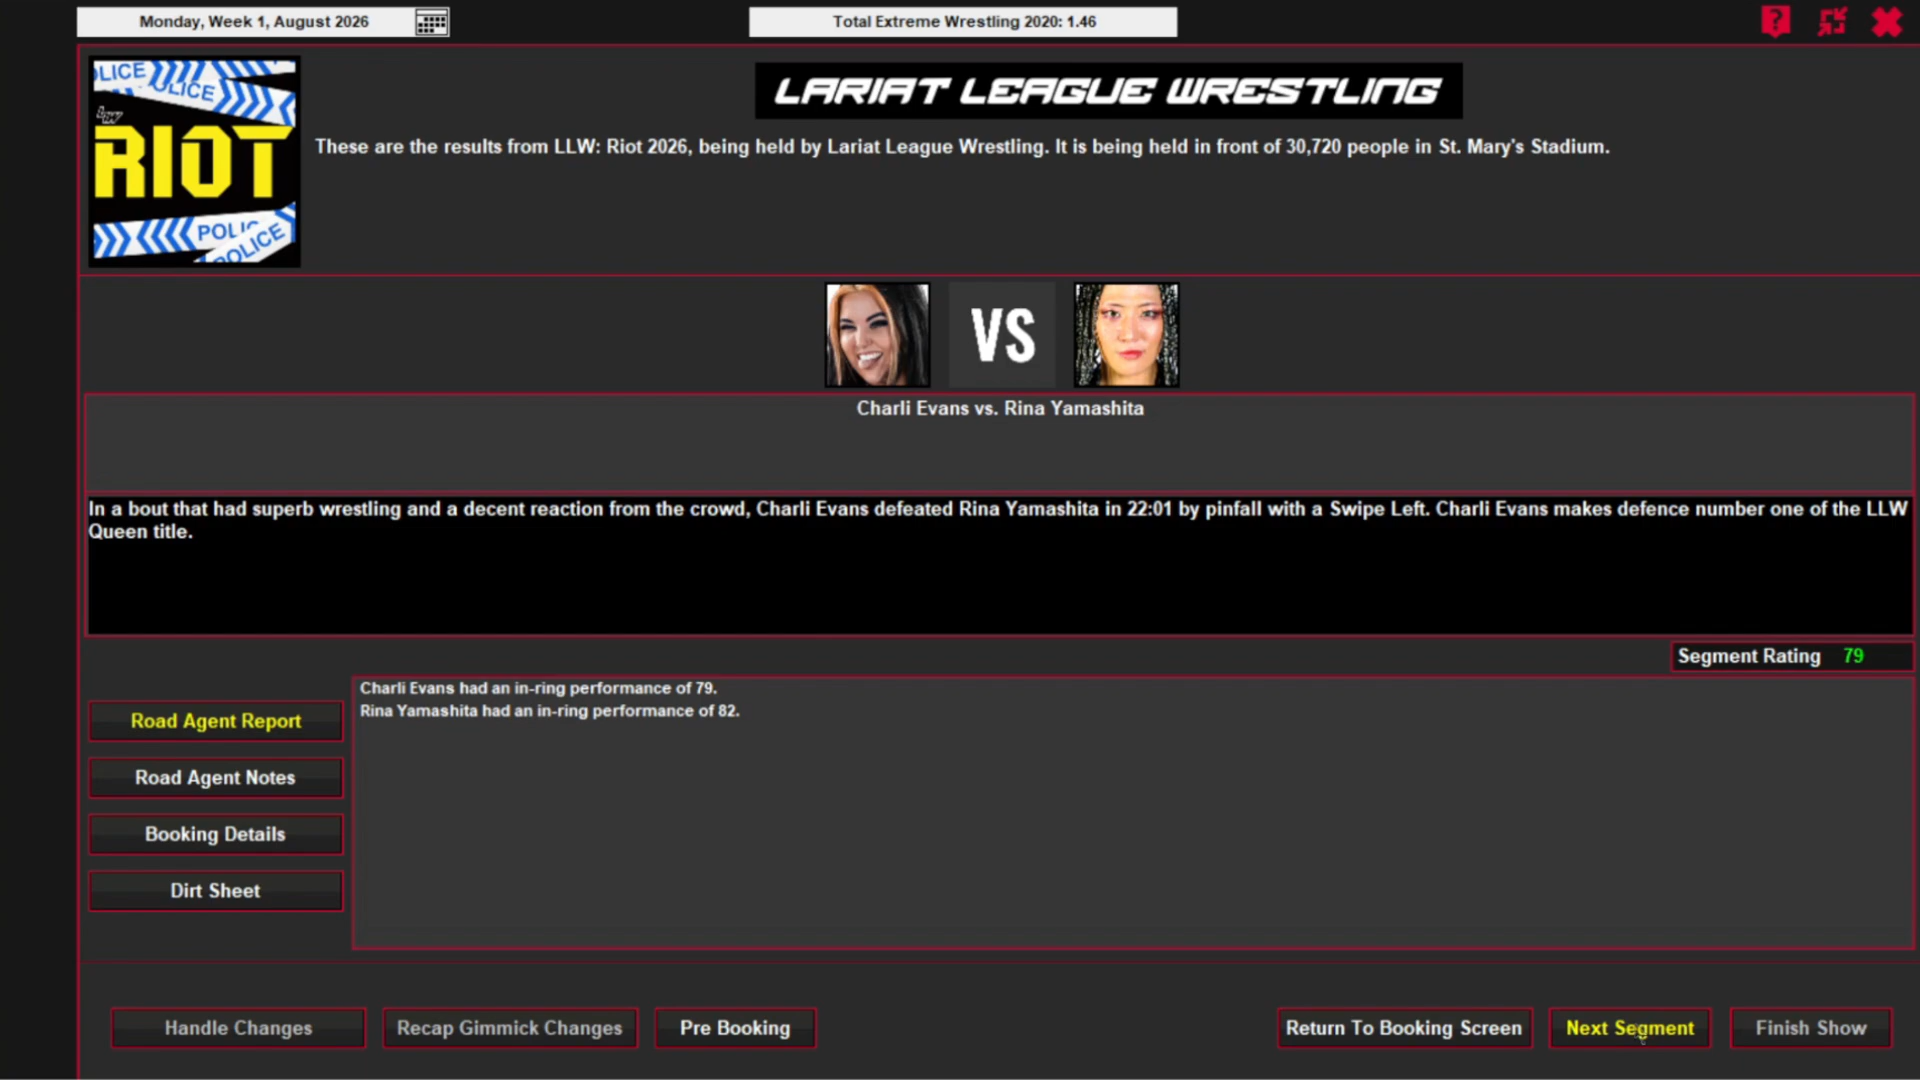 Monday, Week 1, August 2026
Total Extreme Wrestling 2020: 1.46
?
LICE
POLICE
LLW
RIOT
POLIC
POLICE
LARIAT LEAGUE WRESTLING
These are the results from LLW: Riot 2026, being held by Lariat League Wrestling. It is being held in front of 30,720 people in St. Mary's Stadium.
VS
Charli Evans vs. Rina Yamashita
In a bout that had superb wrestling and a decent reaction from the crowd, Charli Evans defeated Rina Yamashita in 22:01 by pinfall with a Swipe Left. Charli Evans makes defence number one of the LLW
Queen title.
Segment Rating 79
Road Agent Report
Road Agent Notes
Booking Details
Dirt Sheet
Charli Evans had an in-ring performance of 79.
Rina Yamashita had an in-ring performance of 82.
Handle Changes
Recap Gimmick Changes
Pre Booking
Return To Booking Screen
Next Segment
Finish Show